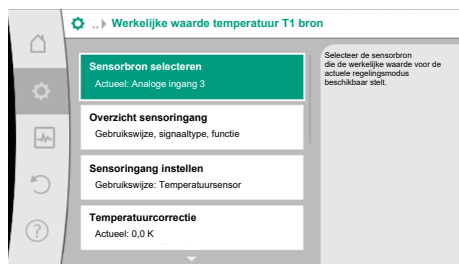 .. Werkelijke waarde temperatuur T1 bron
Sensorbron selecteren
Actueel: Analoge ingang 3
Overzicht sensoringang
Gebruikswijze, signaaltype, functie
Sensoringang instellen
Gebruikswijze: Temperatuursensor
Temperatuurcorrectie
Actueel: 0,0 K
Selecteer de sensorbron
die de werkelijke waarde voor de
actuele regelingsmodus
beschikbaar stelt.
?